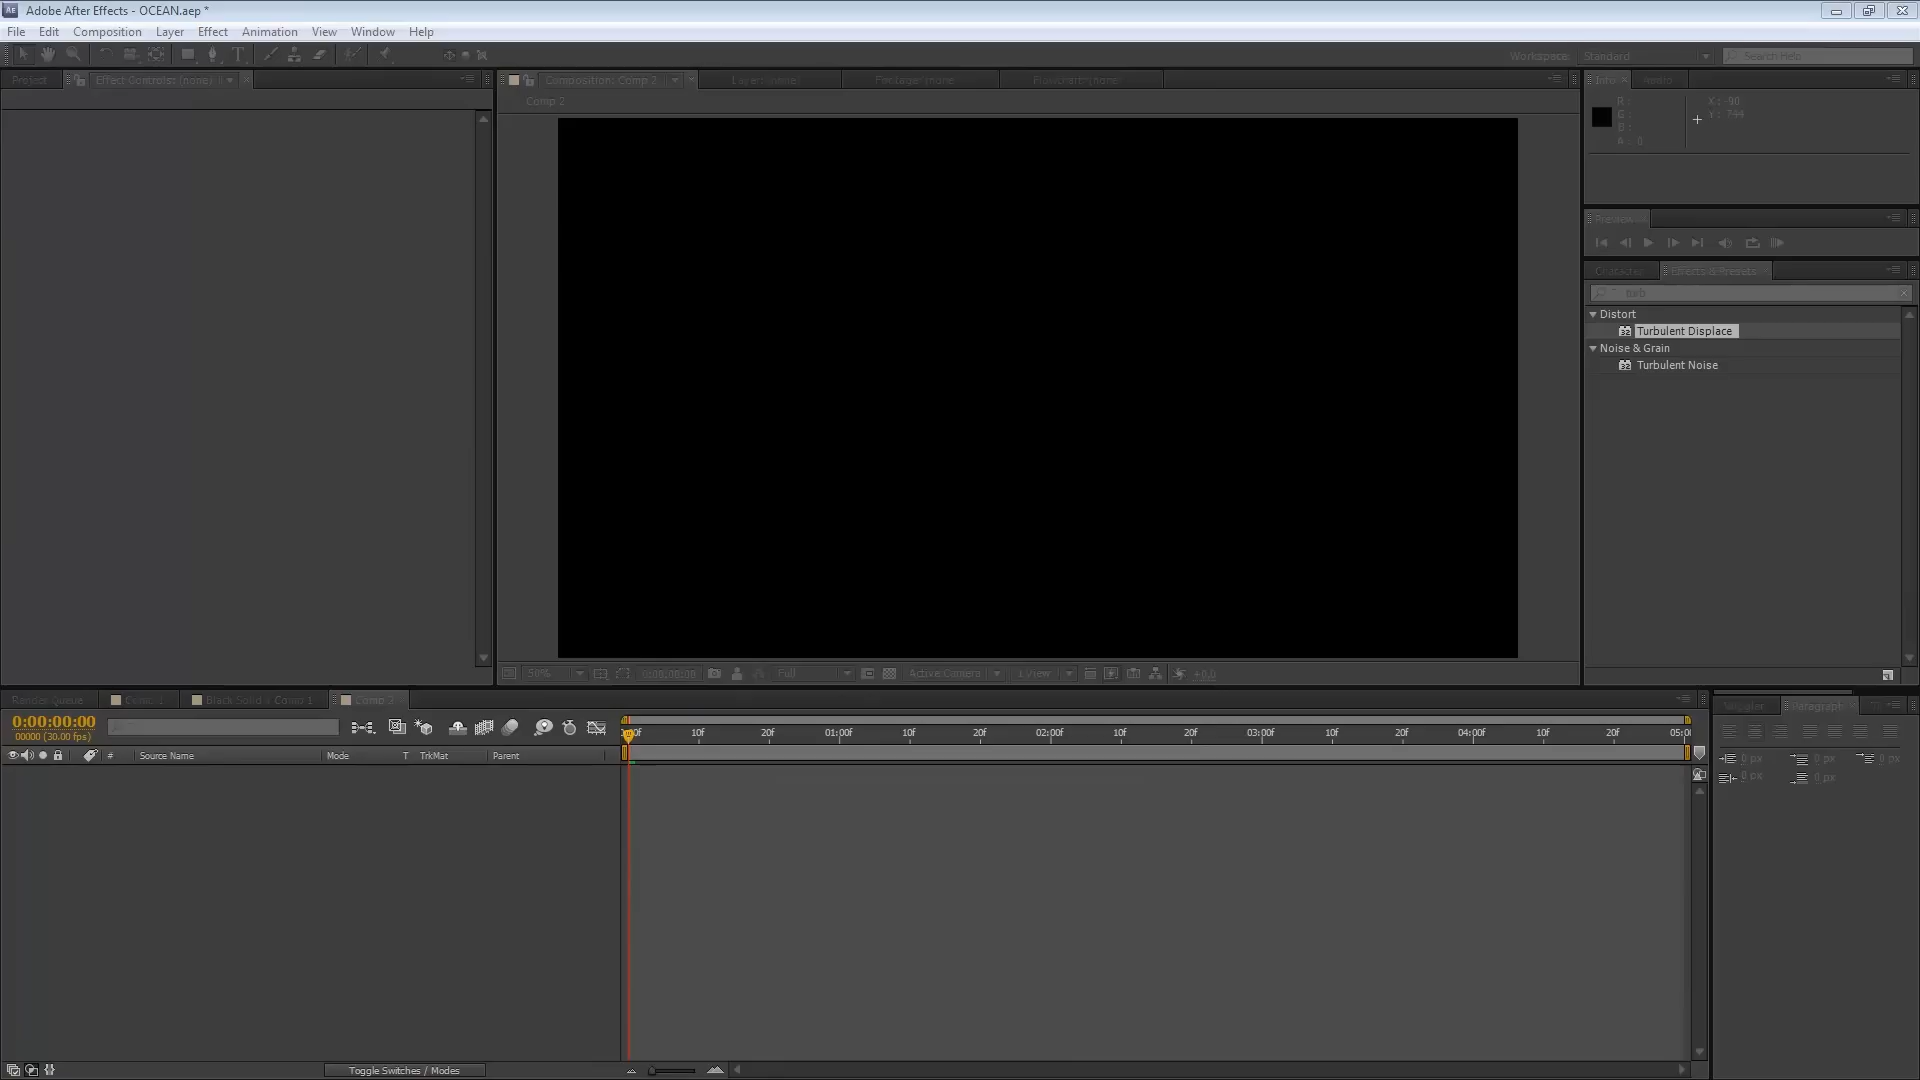 Adobe After Effects - OCEAN.aep *
File Edit Composition Layer Effect Animation View Window Help
Workspace: Standard
Search Help
Project
Effect Controls: (none)
Composition: Comp 2
Layer: (none)
Footage: (none)
Flowchart: (none)
Comp 2
Info
Audio
R :
G :
B :
A : 0
X : -90
Y : 744
Preview
Character
Effects & Presets
turb
Distort
Turbulent Displace
Noise & Grain
Turbulent Noise
50%
0:00:00:00
Full
Active Camera
1 View
+0.0
Render Queue
Comp 1
Black Solid 1 Comp 1
0:00:00:00
00000 (30.00 fps)
# Source Name Mode T TrkMat Parent
10f 20f 01:00f 10f 20f 02:00f 10f 20f 03:00f 10f 20f 04:00f 10f 20f
Paragraph
0 px 0 px 0 px
0 px 0 px
Toggle Switches / Modes